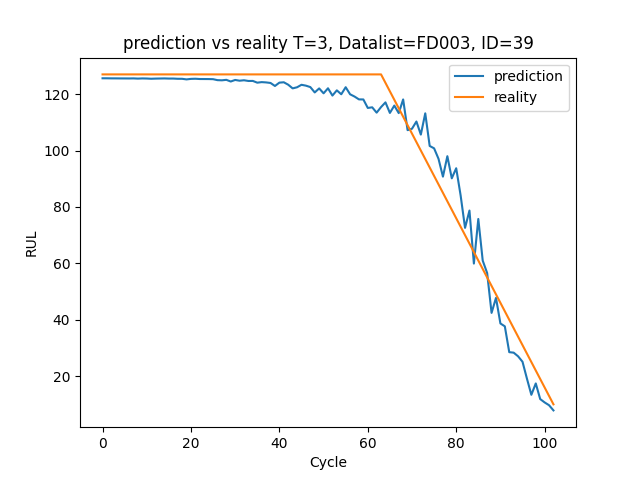 prediction vs reality T=3, Datalist=FD003, ID=39
prediction
reality
RUL
120
100
80
60
40
20
0 20 40 60 80 100
Cycle